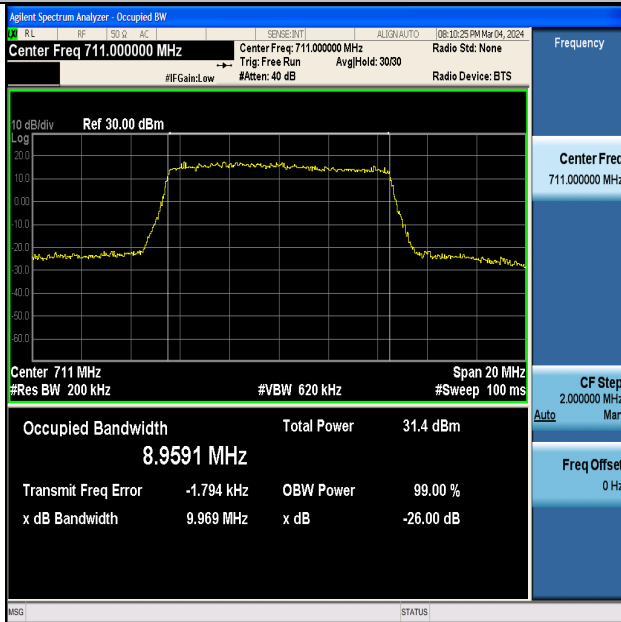 Agilent Spectrum Analyzer - Occupied BW
LXI RL RF 50 Ω AC SENSE:INT ALIGN AUTO 08:10:25 PM Mar 04, 2024
Center Freq 711.000000 MHz
Center Freq: 711.000000 MHz
Radio Std: None
Trig: Free Run Avg|Hold: 30/30
#IFGain:Low
#Atten: 40 dB
Radio Device: BTS
Frequency
10 dB/div Ref 30.00 dBm
Log
20.0
10.0
0.00
-10.0
-20.0
-30.0
-40.0
-50.0
-60.0
Center 711 MHz Span 20 MHz
#Res BW 200 kHz #VBW 620 kHz #Sweep 100 ms
Center Freq
711.000000 MHz
CF Step
2.000000 MHz
Auto Man
Freq Offset
0 Hz
Occupied Bandwidth Total Power 31.4 dBm
8.9591 MHz
Transmit Freq Error -1.794 kHz OBW Power 99.00 %
x dB Bandwidth 9.969 MHz x dB -26.00 dB
MSG STATUS